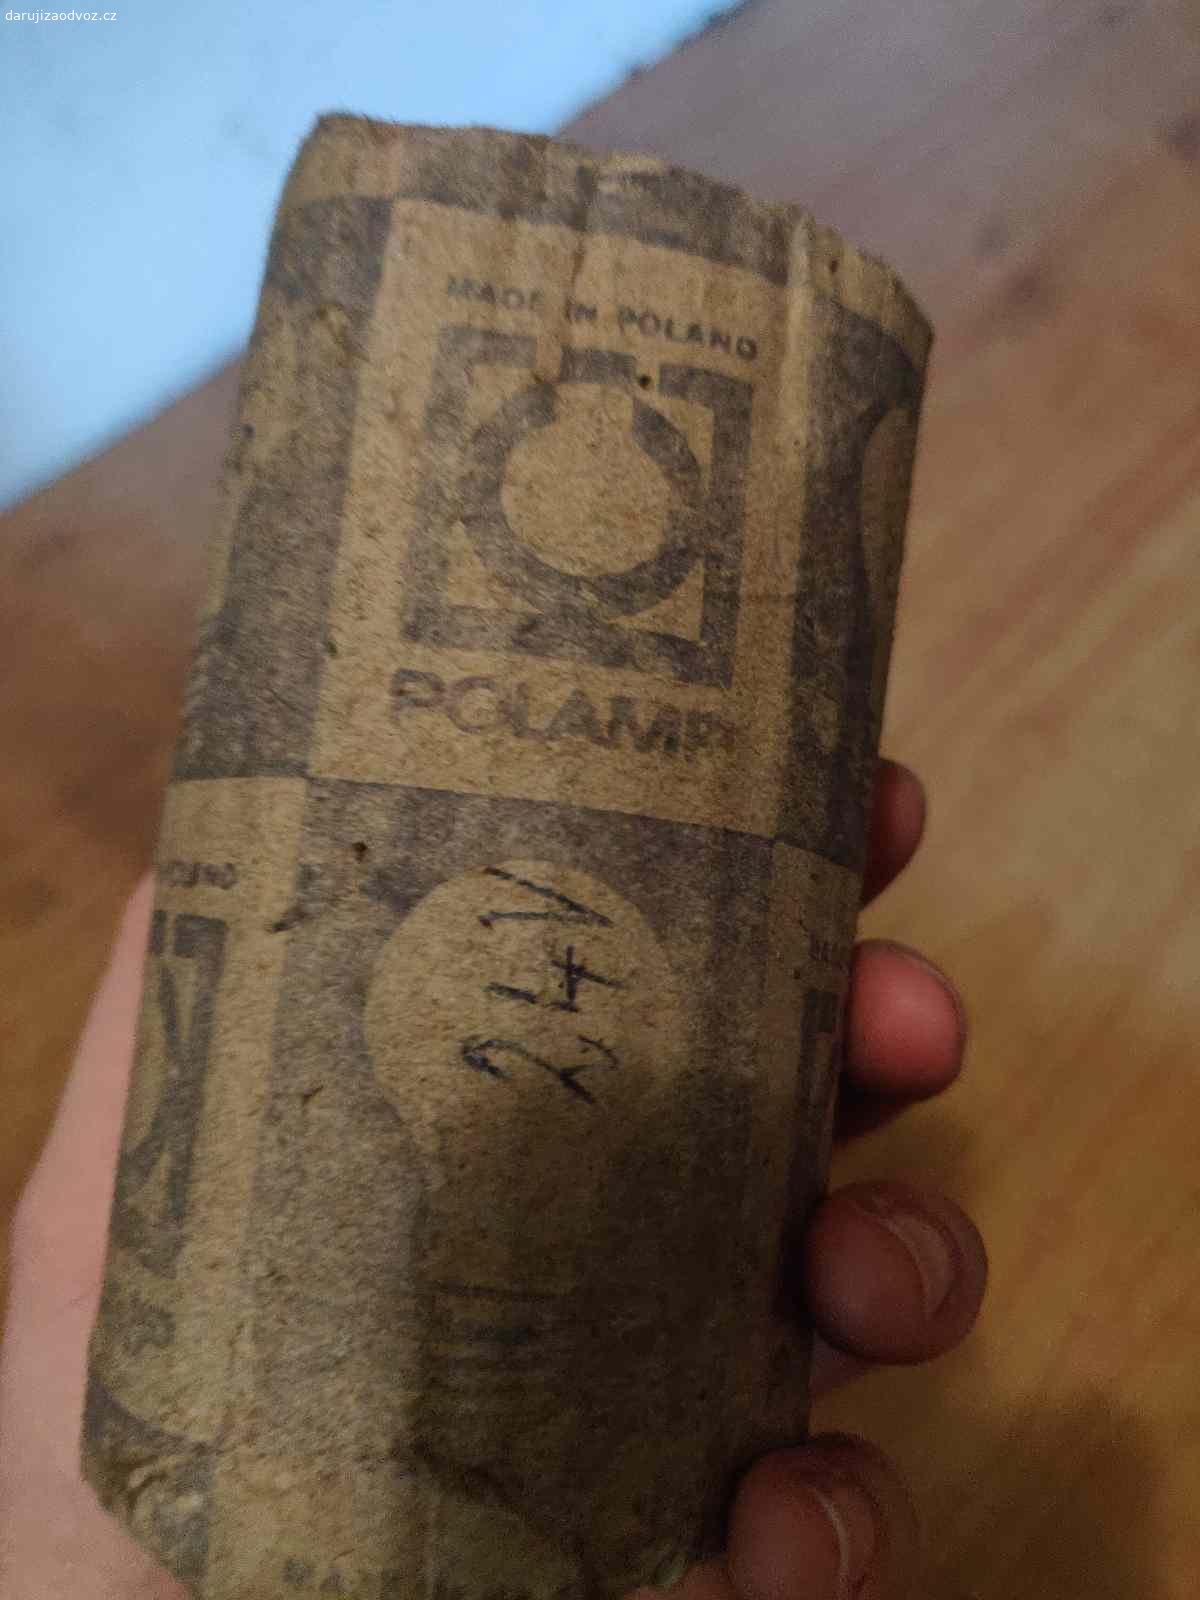 darujizaodvoz.cz
MADE IN POLAND
POLAMP
24V